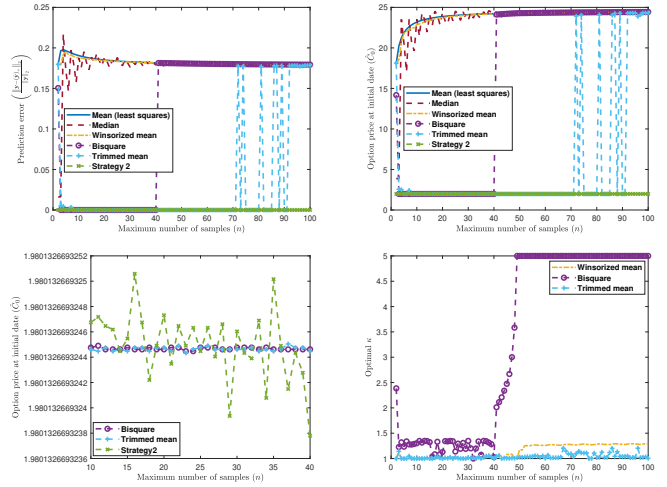 0.25
0.2
0.15
0.1
0.05
0
0 10 20 30 40 50 60 70 80 90 100
Maximum number of samples (n)
Mean (least squares)
Median
Winsorized mean
Bisquare
Trimmed mean
Strategy 2
Prediction error
25
20
15
10
5
0
0 10 20 30 40 50 60 70 80 90 100
Maximum number of samples (n)
Option price at initial date (Ĉ₀)
Mean (least squares)
Median
Winsorized mean
Bisquare
Trimmed mean
Strategy 2
1.9801326693252
1.980132669325
1.9801326693248
1.9801326693246
1.9801326693244
1.9801326693242
1.980132669324
1.9801326693238
1.9801326693236
10 15 20 25 30 35 40
Maximum number of samples (n)
Option price at initial date (Ĉ₀)
Bisquare
Trimmed mean
Strategy2
5
4.5
4
3.5
3
2.5
2
1.5
1
0 10 20 30 40 50 60 70 80 90 100
Maximum number of samples (n)
Optimal κ
Winsorized mean
Bisquare
Trimmed mean